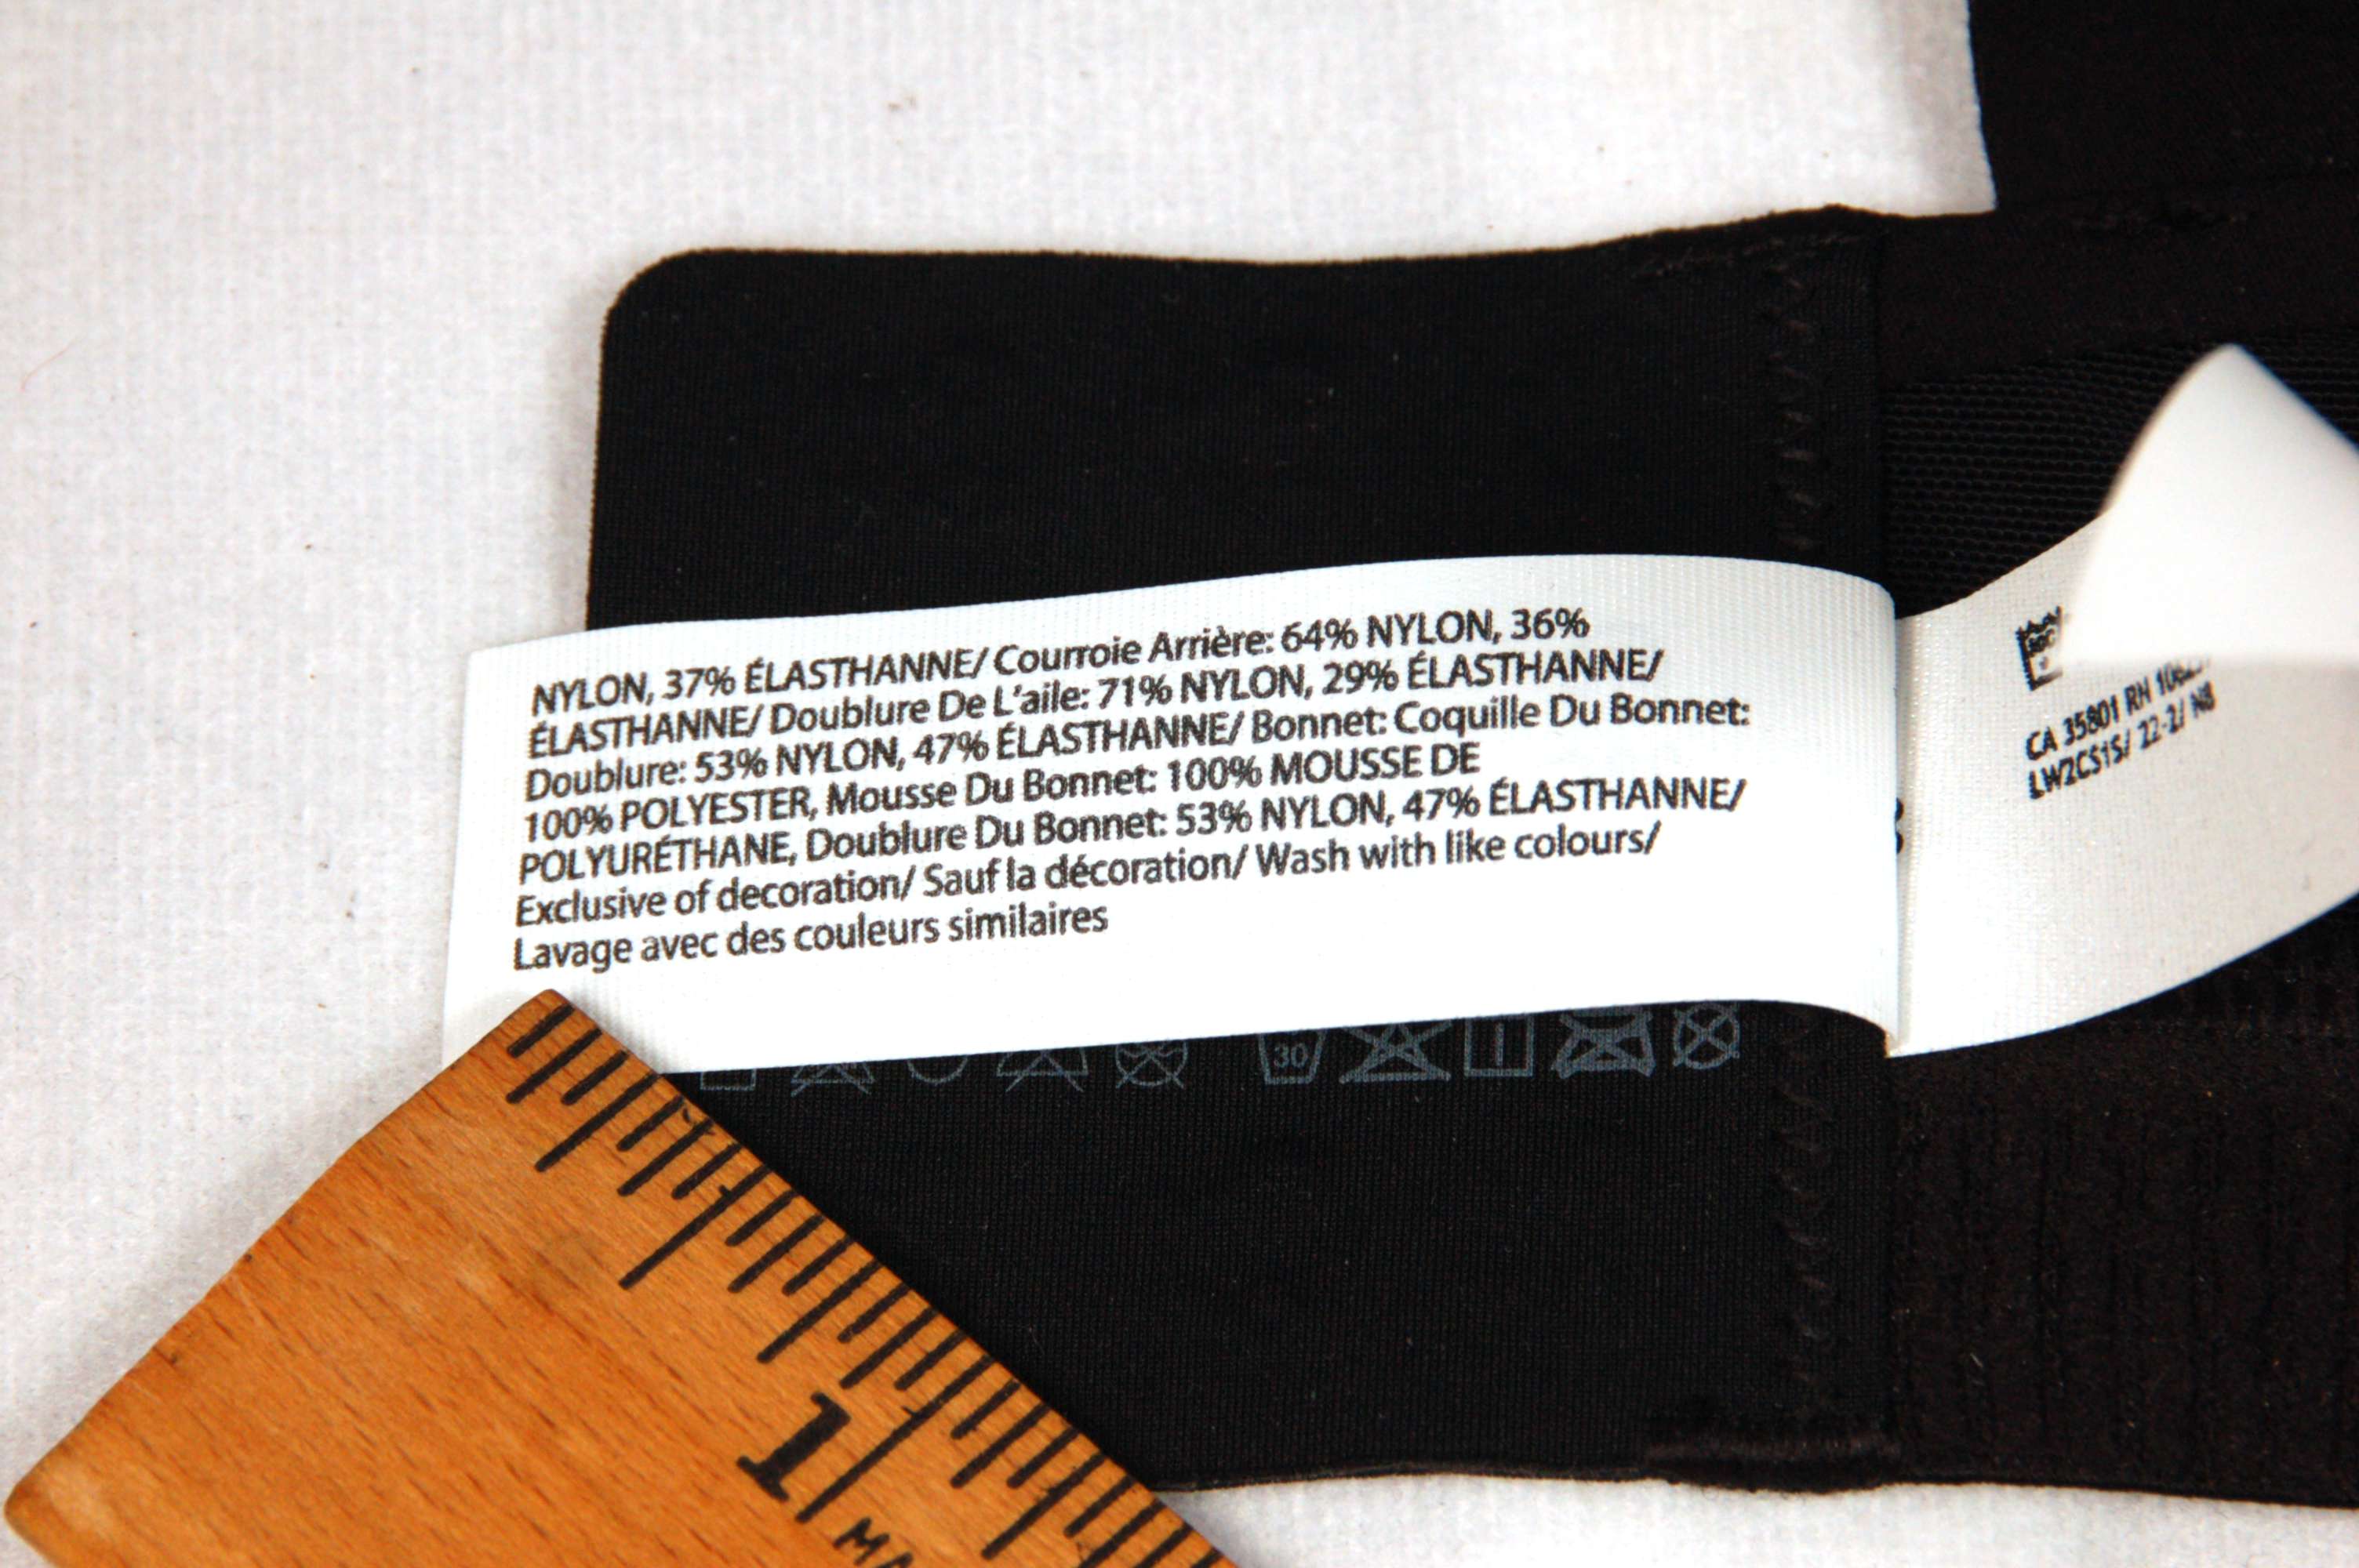 NYLON, 37% ÉLASTHANNE/ Courroie Arrière: 64% NYLON, 36%
ÉLASTHANNE/ Doublure De L'aile: 71% NYLON, 29% ÉLASTHANNE/
Doublure: 53% NYLON, 47% ÉLASTHANNE/ Bonnet: Coquille Du Bonnet:
100% POLYESTER, Mousse Du Bonnet: 100% MOUSSE DE
POLYURÉTHANE, Doublure Du Bonnet: 53% NYLON, 47% ÉLASTHANNE/
Exclusive of decoration/ Sauf la décoration/ Wash with like colours/
Lavage avec des couleurs similaires
CA 35801 RN
LW2CS1S/ 22-2/ N8
30
1